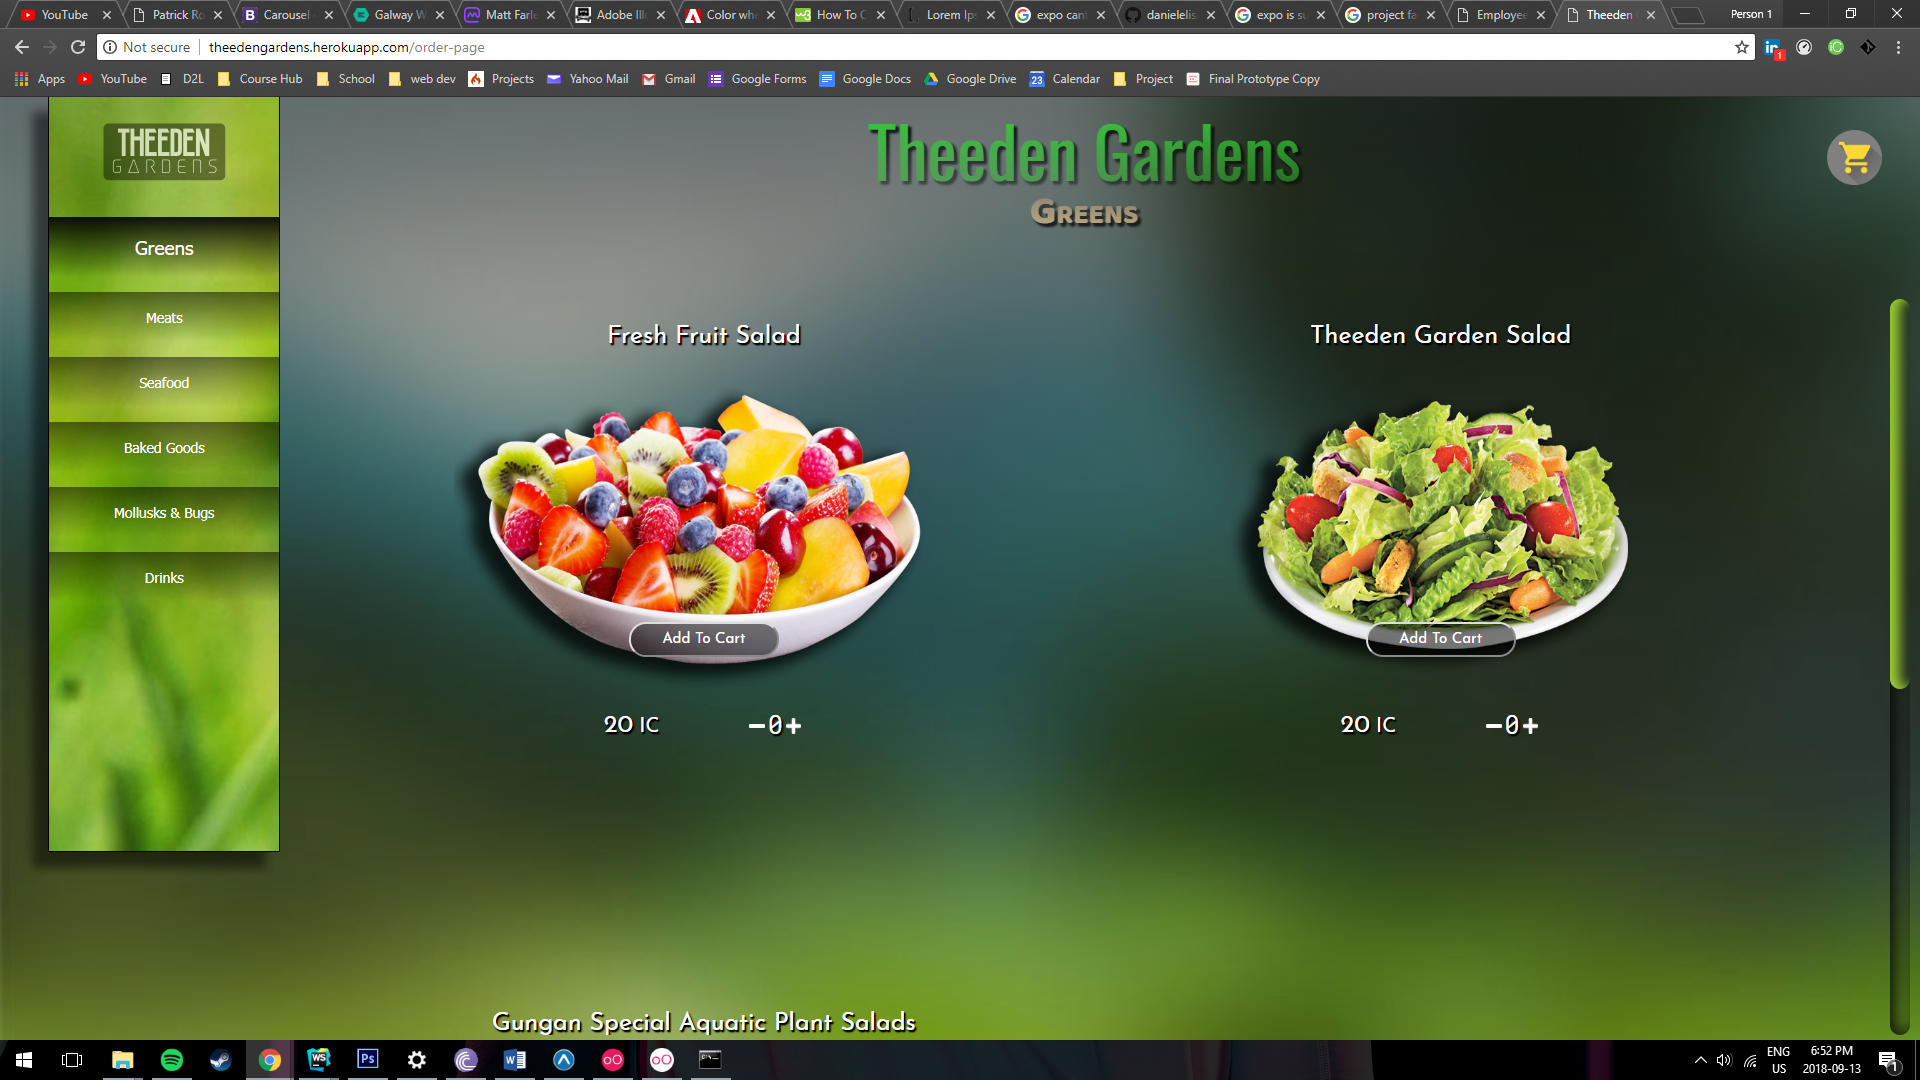 YouTube
Patrick Ro
Carousel
Galway W
Matt Farle
Adobe Ill
Color whe
How To C
Lorem Ips
expo cant
danielelis
expo is su
project fa
Employee
Theeden
Person 1
Not secure
theedengardens.herokuapp.com/order-page
Apps
YouTube
D2L
Course Hub
School
web dev
Projects
Yahoo Mail
Gmail
Google Forms
Google Docs
Google Drive
23
Calendar
Project
Final Prototype Copy
THEEDEN
GARDENS
Theeden Gardens
Greens
Greens
Meats
Seafood
Baked Goods
Mollusks & Bugs
Drinks
Fresh Fruit Salad
Theeden Garden Salad
Add To Cart
Add To Cart
20 IC
−0+
20 IC
−0+
Gungan Special Aquatic Plant Salads
ENG
US
6:52 PM
2018-09-13
1